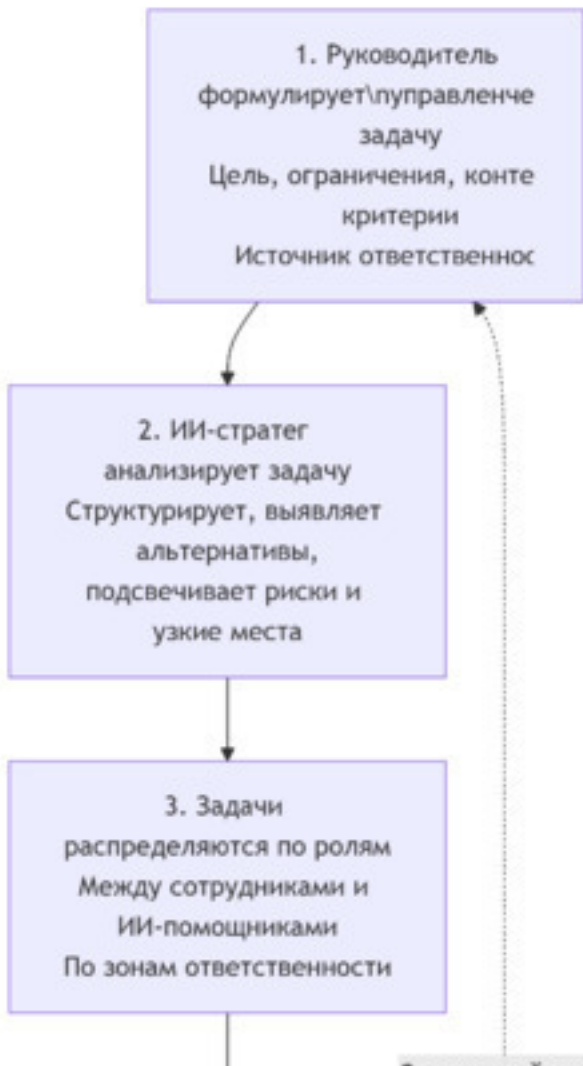 1. Руководитель
формулирует\nуправленче
задачу
Цель, ограничения, конте
критерии
Источник ответственнос
2. ИИ-стратег
анализирует задачу
Структурирует, выявляет
альтернативы,
подсвечивает риски и
узкие места
3. Задачи
распределяются по ролям
Между сотрудниками и
ИИ-помощниками
По зонам ответственности